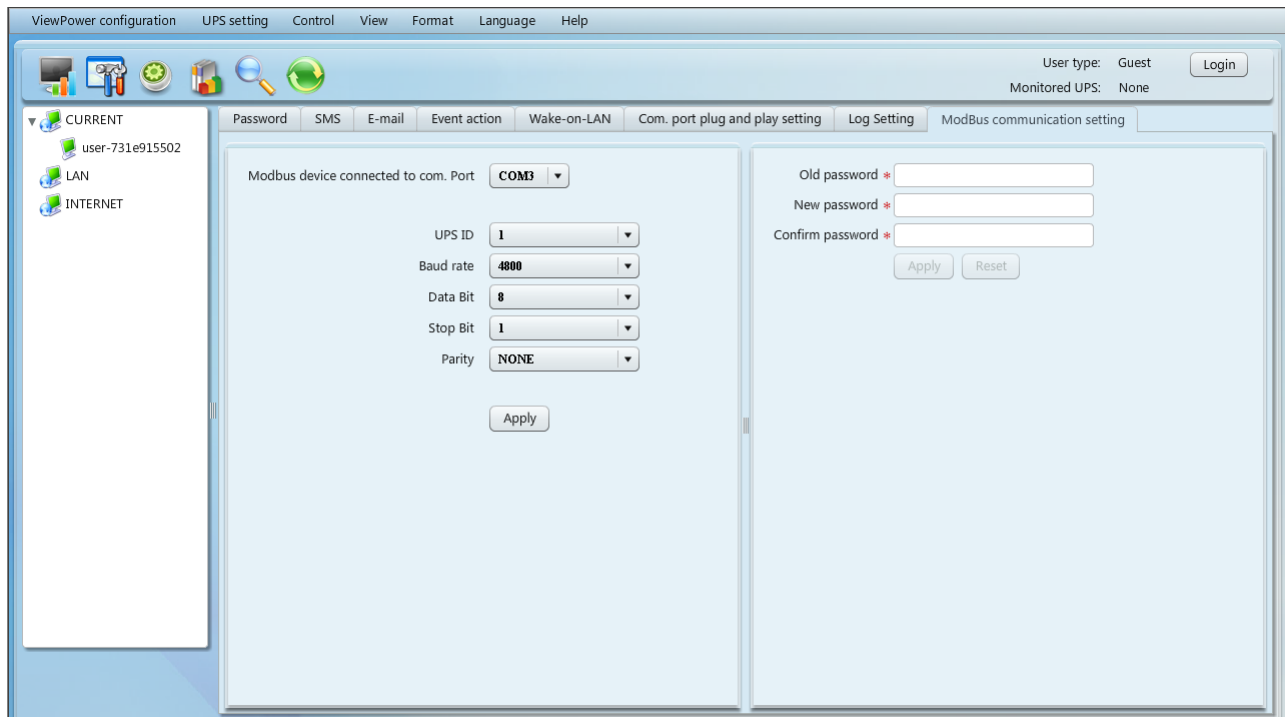 ViewPower configuration UPS setting Control View Format Language Help
User type: Guest Login
Monitored UPS: None
CURRENT
user-731e915502
LAN
INTERNET
Password SMS E-mail Event action Wake-on-LAN Com. port plug and play setting Log Setting ModBus communication setting
Modbus device connected to com. Port COM3
UPS ID 1
Baud rate 4800
Data Bit 8
Stop Bit 1
Parity NONE
Apply
Old password *
New password *
Confirm password *
Apply Reset